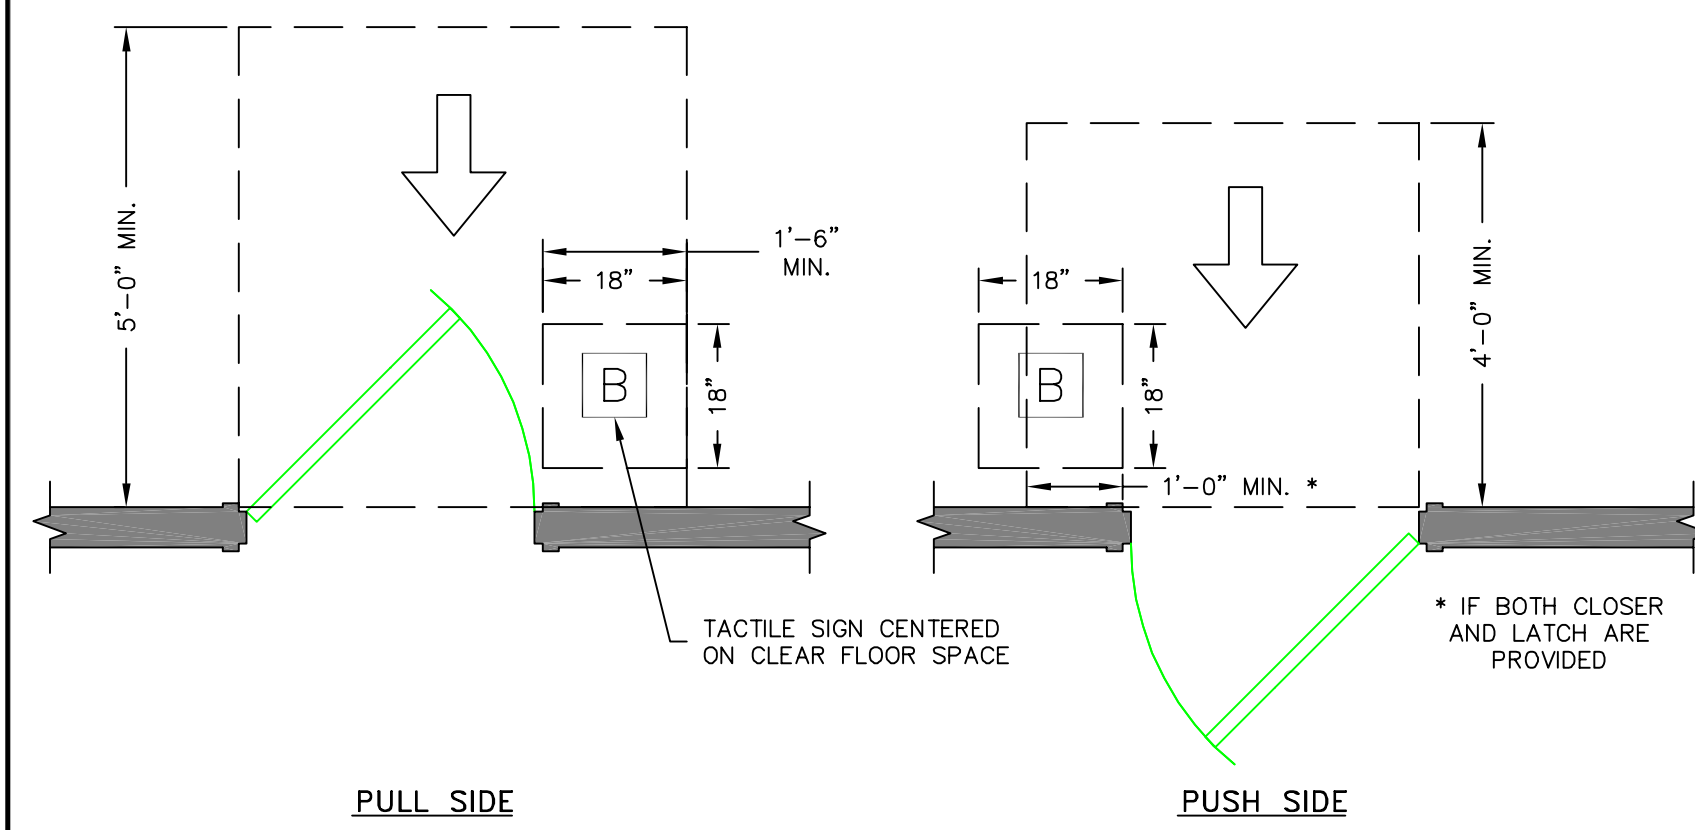 5'-0" MIN.
1'-6"
MIN.
18"
B
18"
TACTILE SIGN CENTERED
ON CLEAR FLOOR SPACE
PULL SIDE
18"
B
18"
1'-0" MIN. *
4'-0" MIN.
* IF BOTH CLOSER
AND LATCH ARE
PROVIDED
PUSH SIDE